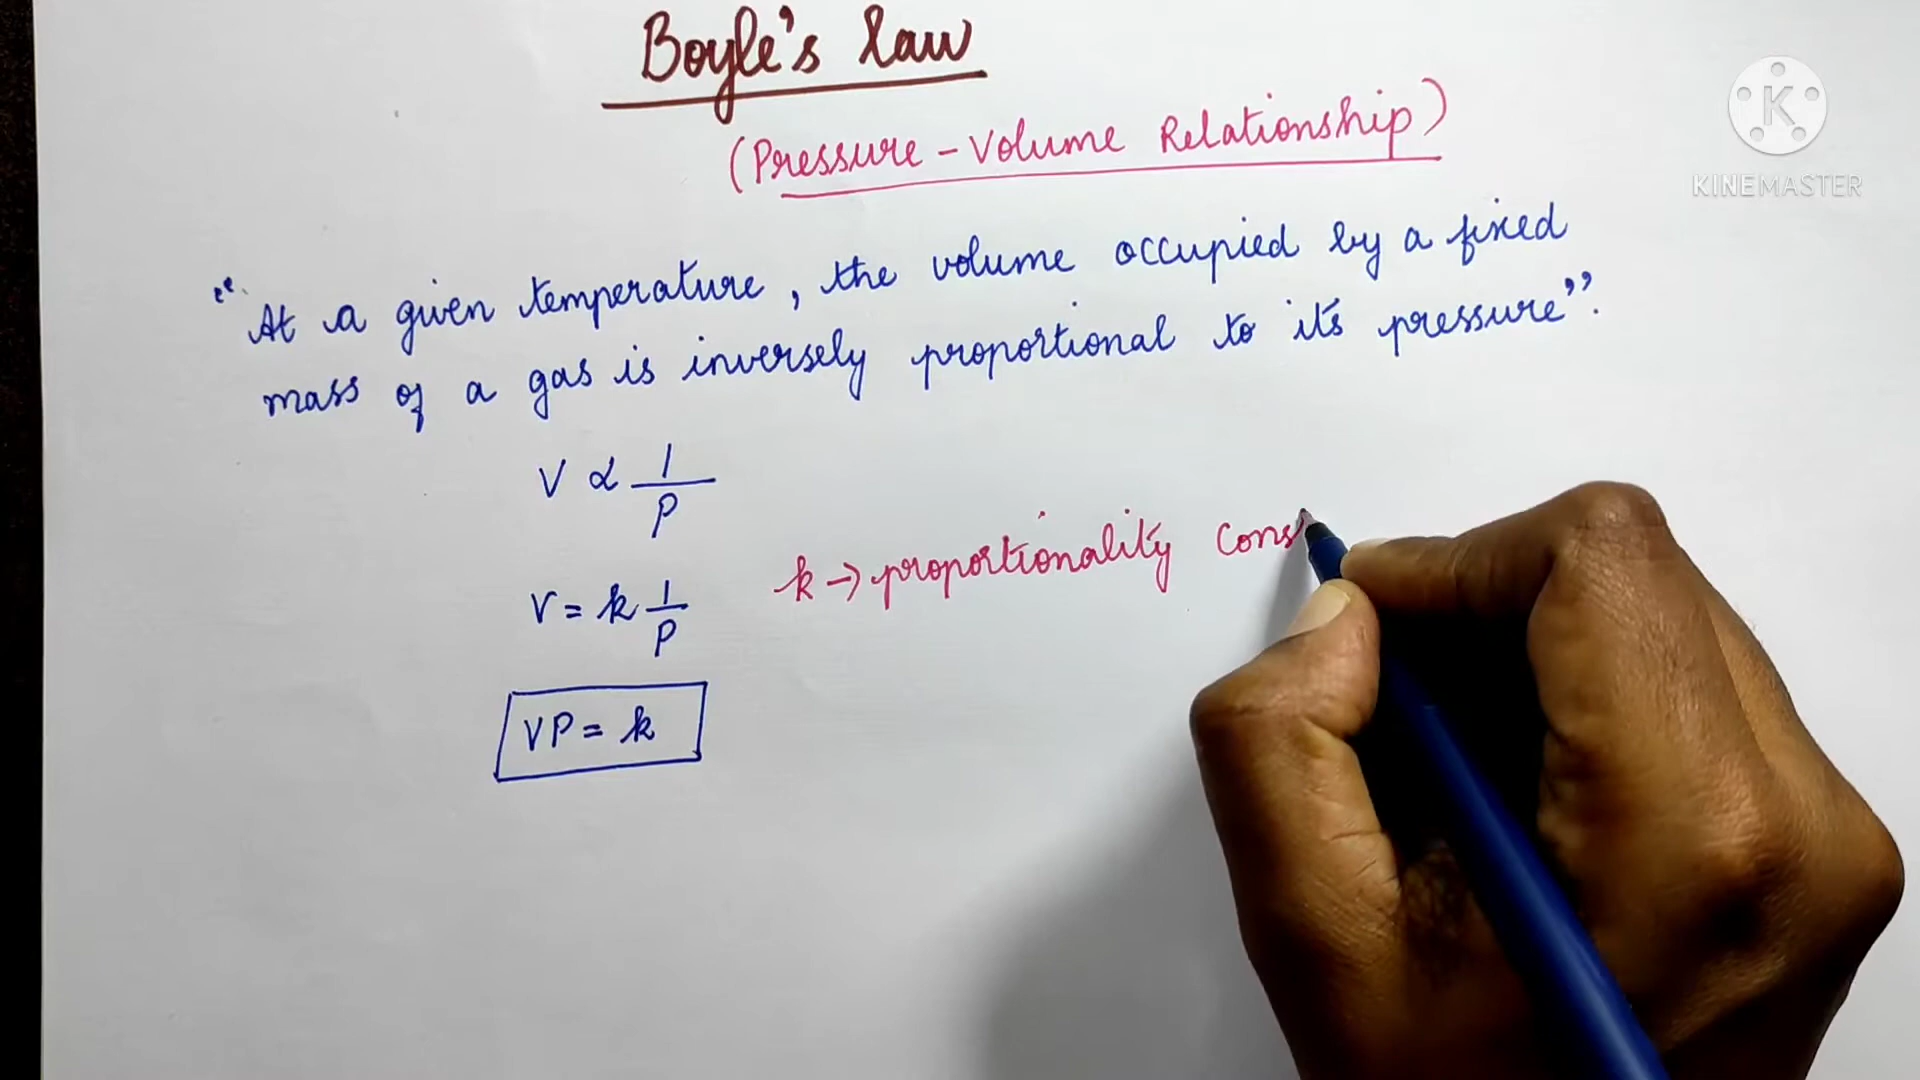 Boyle's law
(Pressure - Volume Relationship)
KINEMASTER
"At a given temperature, the volume occupied by a fixed
mass of a gas is inversely proportional to its pressure".
V ∝ 1/P
k → proportionality cons
V = k 1/P
VP = k